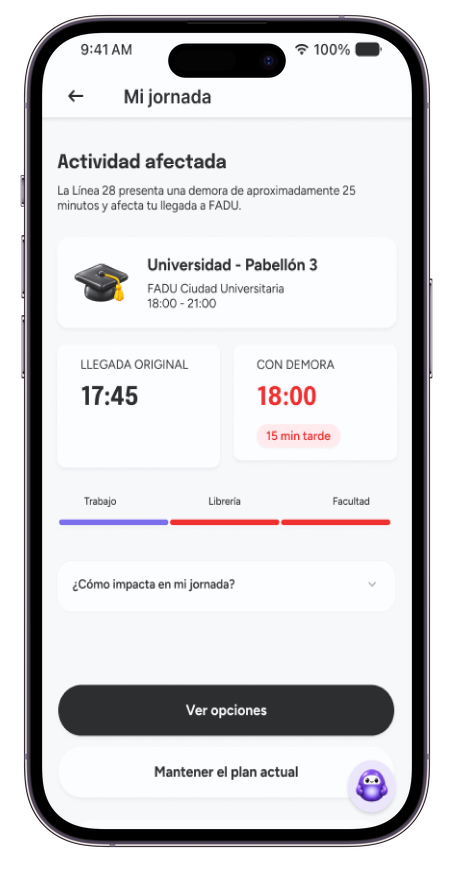 9:41 AM
100%
Mi jornada
Actividad afectada
La Línea 28 presenta una demora de aproximadamente 25
minutos y afecta tu llegada a FADU.
Universidad - Pabellón 3
FADU Ciudad Universitaria
18:00 - 21:00
LLEGADA ORIGINAL
17:45
CON DEMORA
18:00
15 min tarde
Trabajo
Librería
Facultad
¿Cómo impacta en mi jornada?
Ver opciones
Mantener el plan actual